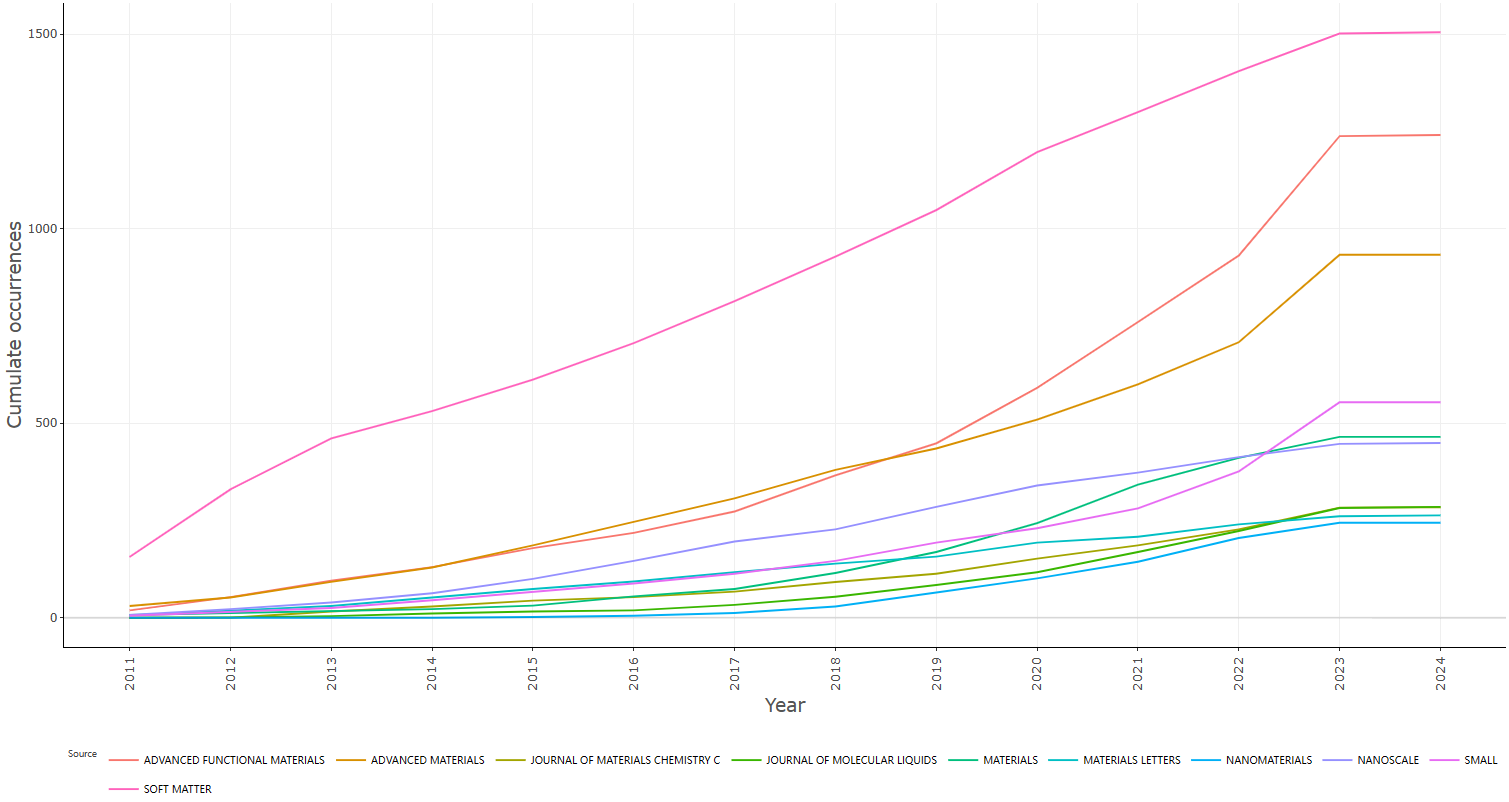 1500
1000
500
0
Cumulate occurrences
2011 2012 2013 2014 2015 2016 2017 2018 2019 2020 2021 2022 2023 2024
Year
Source ADVANCED FUNCTIONAL MATERIALS ADVANCED MATERIALS JOURNAL OF MATERIALS CHEMISTRY C JOURNAL OF MOLECULAR LIQUIDS MATERIALS MATERIALS LETTERS NANOMATERIALS NANOSCALE SMALL
SOFT MATTER